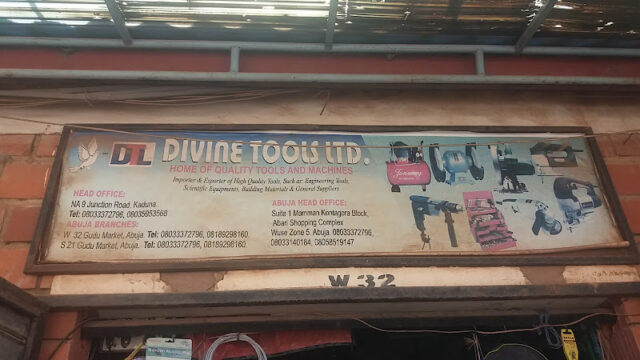 DTL
DIVINE TOOLS LTD.
HOME OF QUALITY TOOLS AND MACHINES
Importer & Exporter of High Quality Tools, Such as: Engineering Tools,
Scientific Equipments, Building Materials & General Suppliers
HEAD OFFICE:
NA 9 Junction Road, Kaduna.
Tel: 08033372796, 08035953568
ABUJA BRANCHES:
W 32 Gudu Market, Abuja. Tel: 08033372796, 08189298160.
S 21 Gudu Market, Abuja. Tel: 08033372796, 08189298160.
ABUJA HEAD OFFICE:
Suite 1 Mamman Kontagora Block,
Abari Shopping Complex
Wuse Zone 5 Abuja. 08033372796,
08033140184, 08058519147
W 32